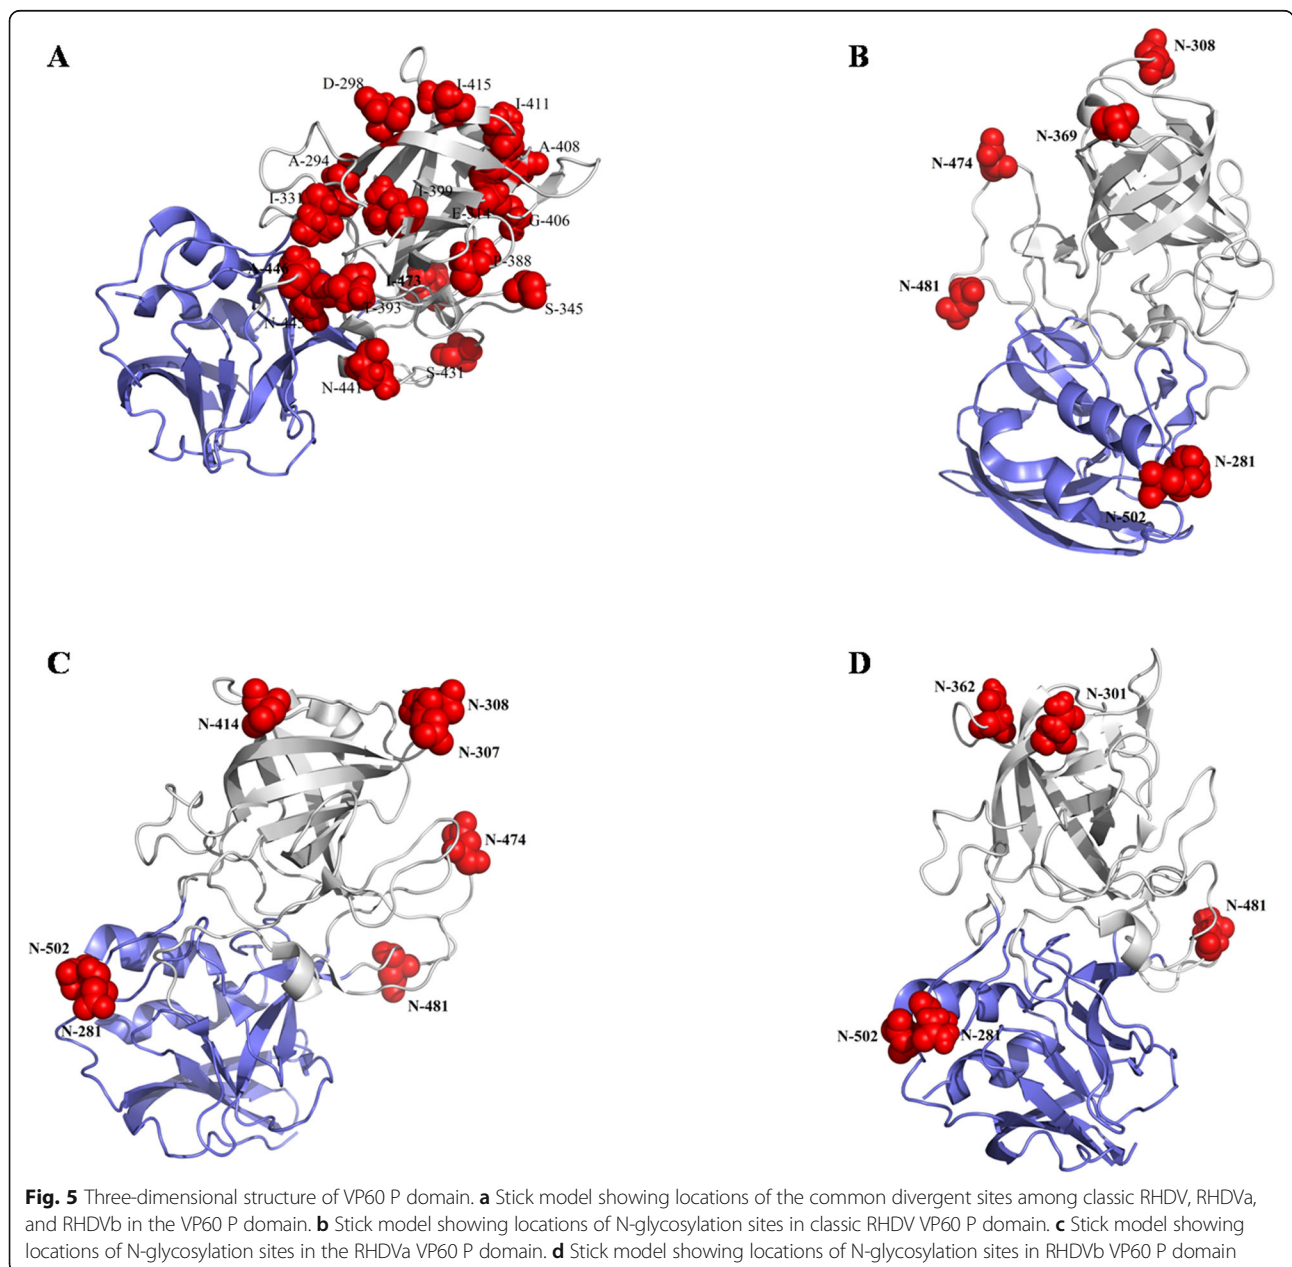 A
D-298
I-415
I-411
A-408
A-294
I-331
I-399
E-314
G-406
A-446
I-473
P-388
N-445
T-393
S-345
N-441
S-431
B
N-308
N-369
N-474
N-481
N-281
N-502
C
N-414
N-308
N-307
N-474
N-502
N-281
N-481
D
N-362
N-301
N-481
N-502
N-281
Fig. 5 Three-dimensional structure of VP60 P domain. a Stick model showing locations of the common divergent sites among classic RHDV, RHDVa,
and RHDVb in the VP60 P domain. b Stick model showing locations of N-glycosylation sites in classic RHDV VP60 P domain. c Stick model showing
locations of N-glycosylation sites in the RHDVa VP60 P domain. d Stick model showing locations of N-glycosylation sites in RHDVb VP60 P domain